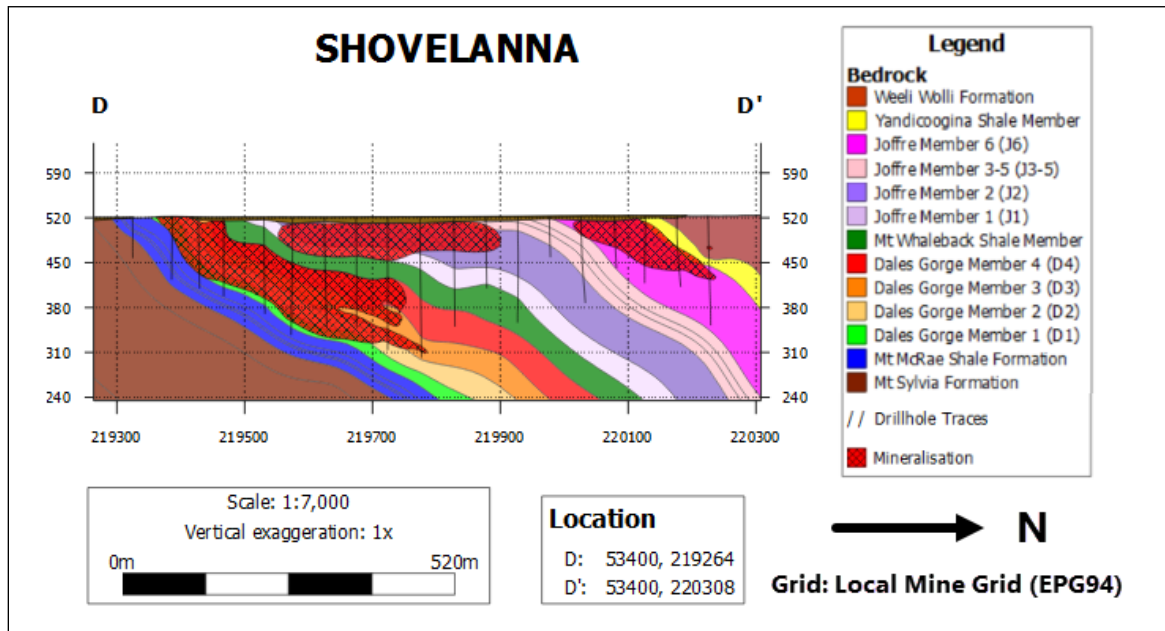 SHOVELANNA
D
D'
590
520
450
380
310
240
590
520
450
380
310
240
219300
219500
219700
219900
220100
220300
Legend
Bedrock
Weeli Wolli Formation
Yandicoogina Shale Member
Joffre Member 6 (J6)
Joffre Member 3-5 (J3-5)
Joffre Member 2 (J2)
Joffre Member 1 (J1)
Mt Whaleback Shale Member
Dales Gorge Member 4 (D4)
Dales Gorge Member 3 (D3)
Dales Gorge Member 2 (D2)
Dales Gorge Member 1 (D1)
Mt McRae Shale Formation
Mt Sylvia Formation
Drillhole Traces
Mineralisation
Scale: 1:7,000
Vertical exaggeration: 1x
0m 520m
Location
D: 53400, 219264
D': 53400, 220308
N
Grid: Local Mine Grid (EPG94)